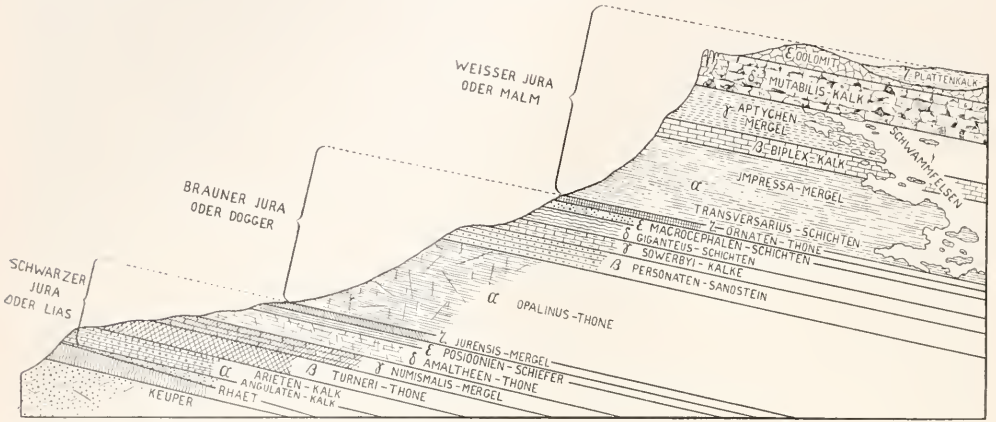 WEISSER JURA
ODER MALM
BRAUNER JURA
ODER DOGGER
SCHWARZER
JURA
ODER LIAS
ε DOLOMIT
ζ PLATTENKALK
δ MUTABILIS-KALK
γ APTYCHEN
MERGEL
SCHWAMMFELSEN
β BIPLEX-KALK
α JMPRESSA-MERGEL
TRANSVERSARIUS-SCHICHTEN
ζ ORNATEN-THONE
ε MACROCEPHALEN-SCHICHTEN
δ GIGANTEUS-SCHICHTEN
γ SOWERBYI-KALKE
β PERSONATEN-SANDSTEIN
α OPALINUS-THONE
ζ JURENSIS-MERGEL
ε POSIDONIEN-SCHIEFER
δ AMALTHEEN-THONE
γ NUMISMALIS-MERGEL
β TURNERI-THONE
α ARIETEN-KALK
ANGULATEN-KALK
RHAET
KEUPER